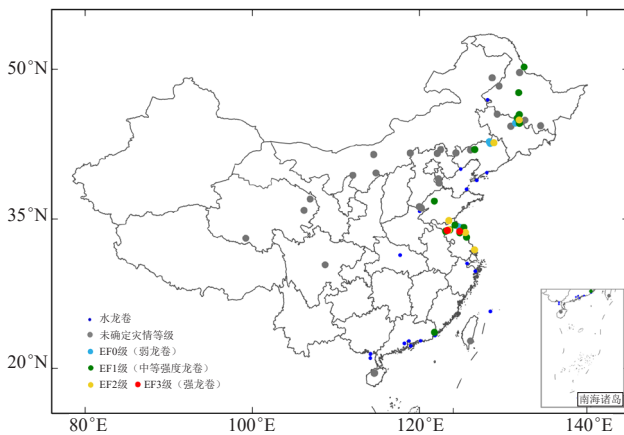 50°N
35°N
20°N
水龙卷
未确定灾情等级
EF0级（弱龙卷）
EF1级（中等强度龙卷）
EF2级 EF3级（强龙卷）
南海诸岛
80°E 100°E 120°E 140°E